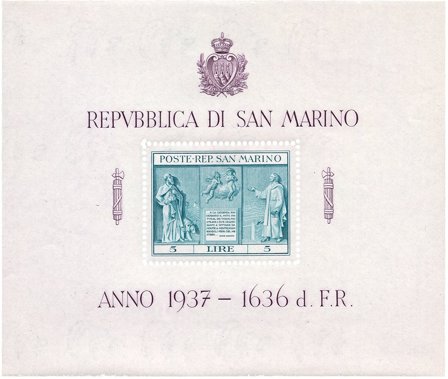 REPVBBLICA DI SAN MARINO
POSTE·REP. SAN MARINO
5 LIRE 5
ANNO 1937 – 1636 d. F.R.